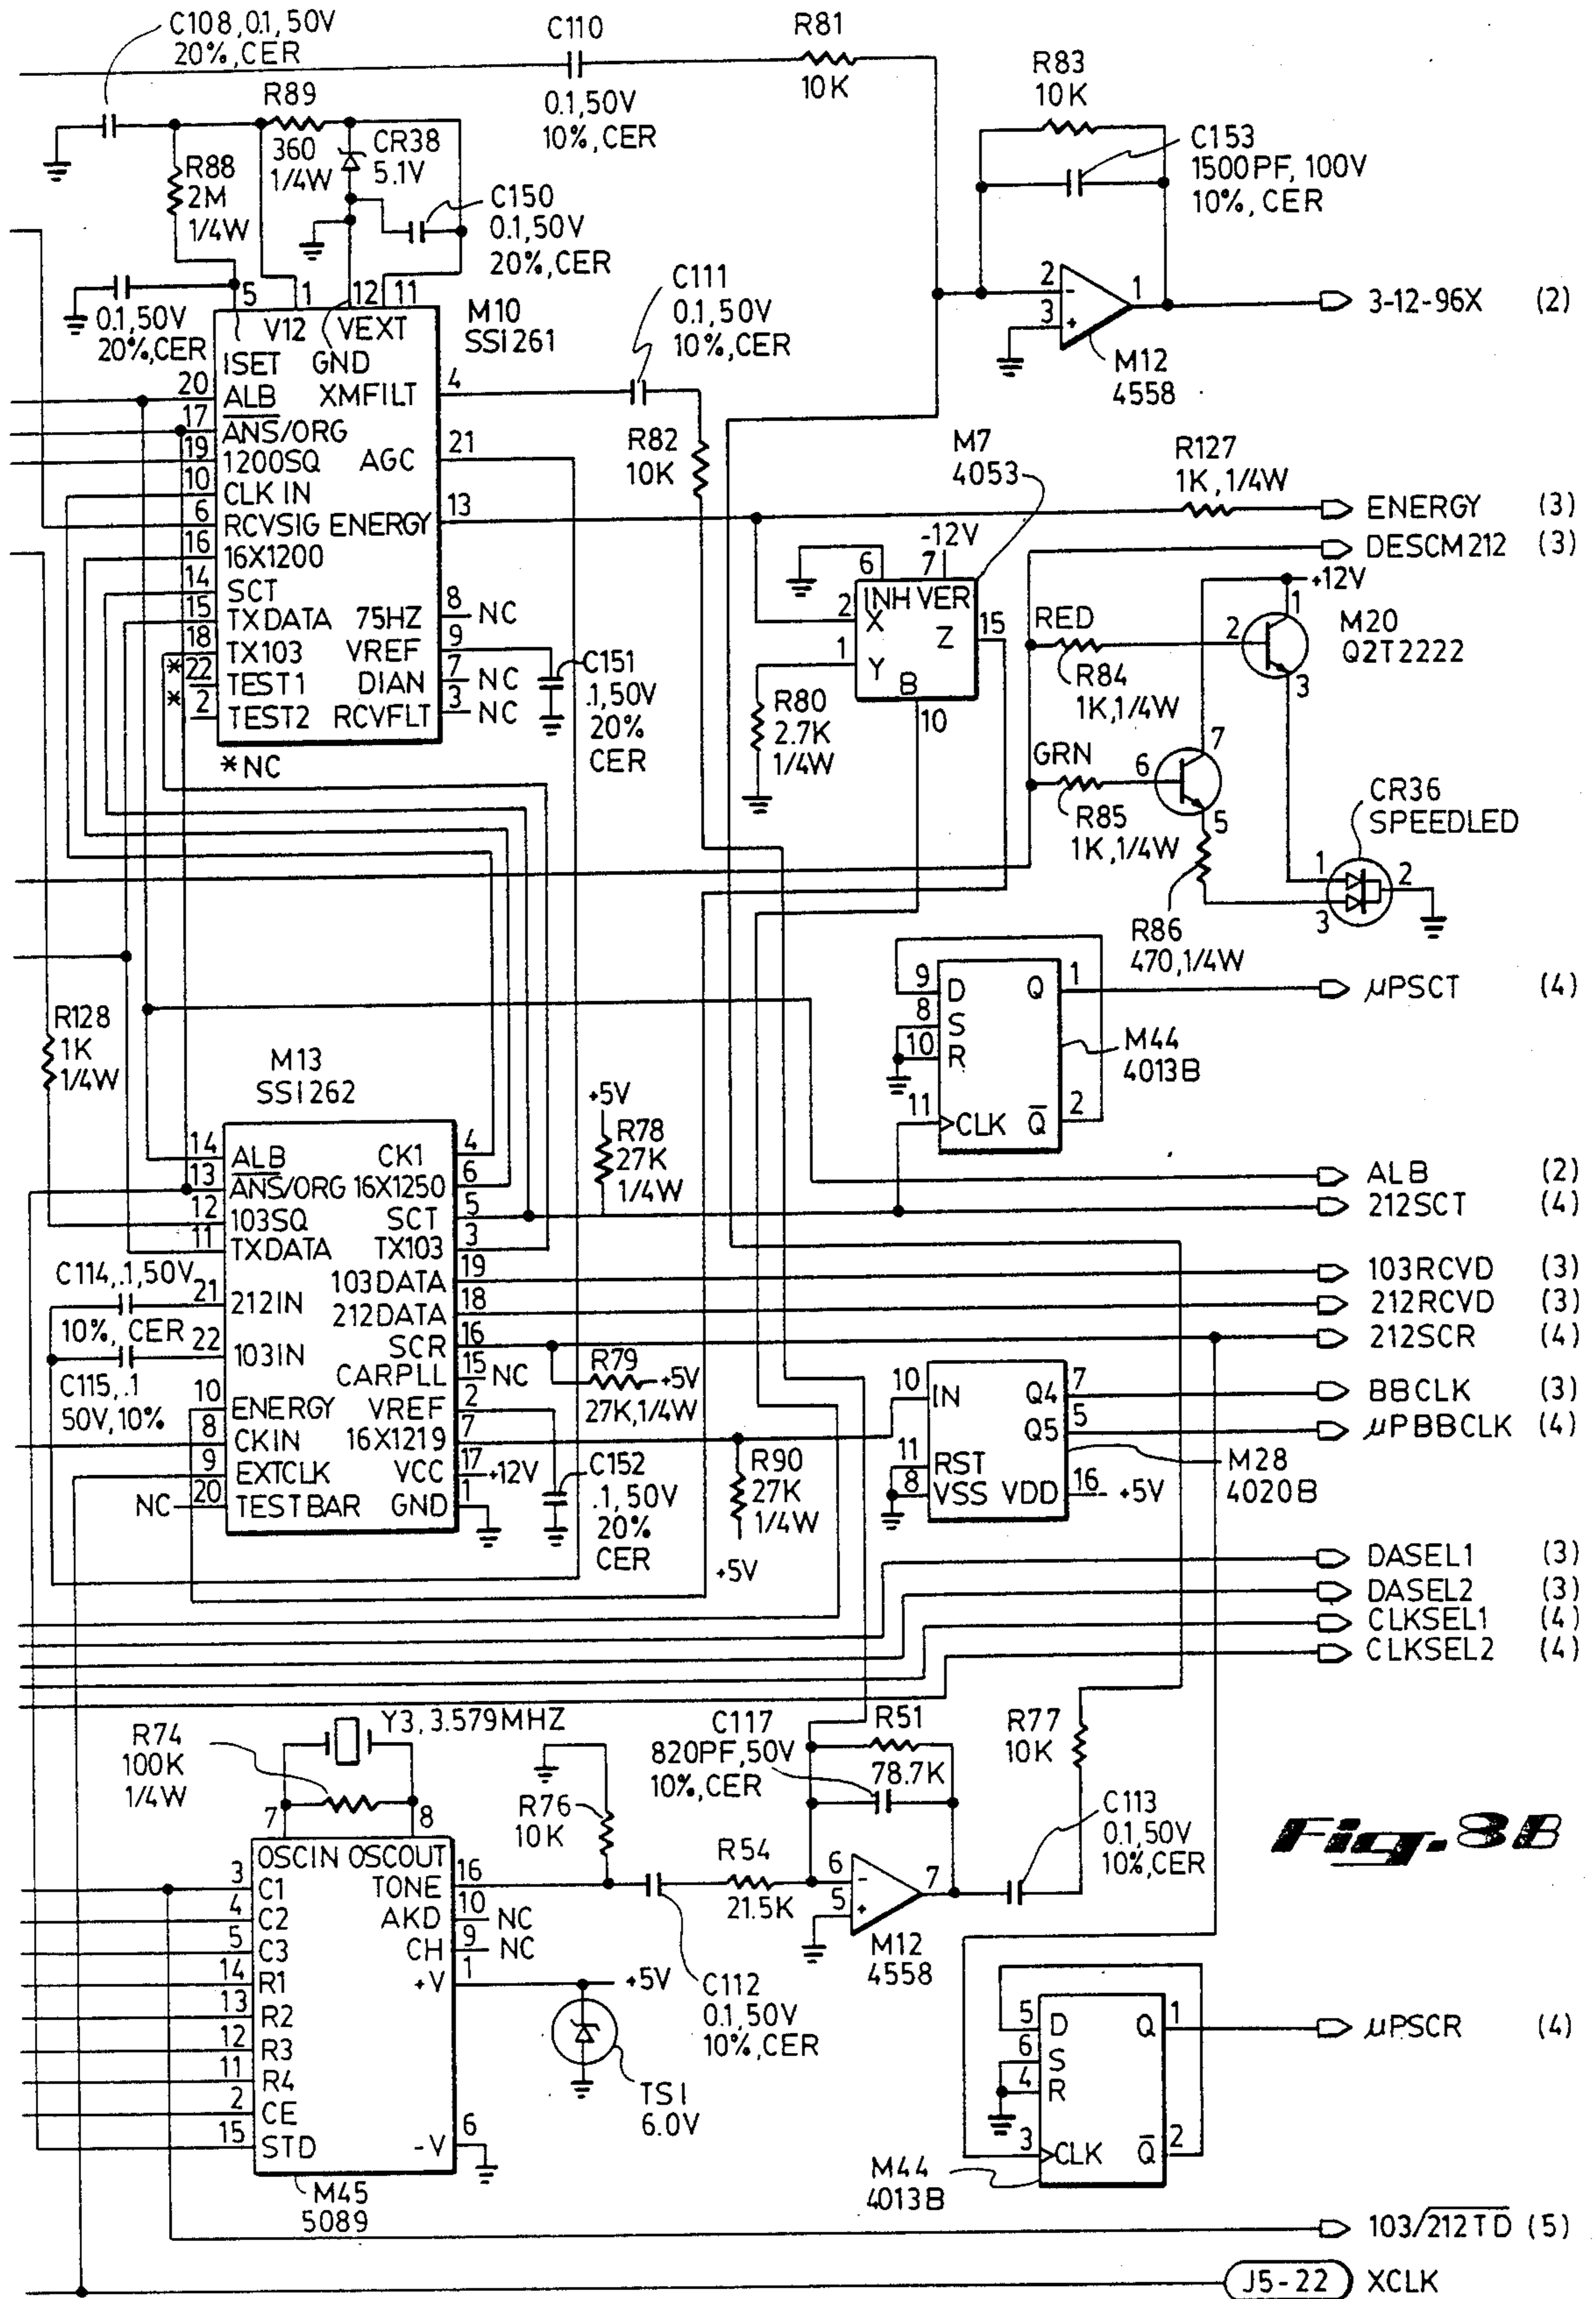 C108,0.1,50V
20%,CER
C110
0.1,50V
10%,CER
R81
10K
R83
10K
C153
1500PF,100V
10%,CER
R89
360
1/4W
CR38
5.1V
R88
2M
1/4W
C150
0.1,50V
20%,CER
0.1,50V
20%,CER
C111
0.1,50V
10%,CER
5
1
12
11
V12
VEXT
ISET
GND
M10
SSI261
2
-
3
+
1
M12
4558
3-12-96X (2)
20
ALB
XMFILT
4
17
ANS/ORG
19
1200SQ
AGC
21
10
CLK IN
6
RCVSIG
ENERGY
13
16
16X1200
14
SCT
15
TXDATA
75HZ
8
NC
18
TX103
VREF
9
*
22
TEST1
DIAN
7
NC
*
2
TEST2
RCVFLT
3
NC
*NC
R82
10K
C151
.1,50V
20%
CER
M7
4053
-12V
6
7
INH
VER
2
X
15
Z
1
Y
B
10
R80
2.7K
1/4W
R127
1K,1/4W
ENERGY (3)
DESCM212 (3)
+12V
RED
1
2
M20
Q2T2222
R84
1K,1/4W
3
GRN
7
6
R85
1K,1/4W
5
CR36
SPEEDLED
1
2
3
R86
470,1/4W
9
D
Q
1
8
S
10
R
11
CLK
Q̅
2
M44
4013B
µPSCT (4)
R128
1K
1/4W
M13
SSI262
+5V
R78
27K
1/4W
14
ALB
CK1
4
13
ANS/ORG
16X1250
6
12
103SQ
SCT
5
11
TXDATA
TX103
3
103DATA
19
21
212IN
212DATA
18
SCR
16
22
103IN
CARPLL
15
NC
10
ENERGY
VREF
2
8
CKIN
16X1219
7
9
EXTCLK
VCC
17
+12V
NC
20
TESTBAR
GND
1
C114,.1,50V
10%,CER
C115,.1
50V,10%
R79
27K,1/4W
+5V
C152
.1,50V
20%
CER
R90
27K
1/4W
+5V
ALB (2)
212SCT (4)
103RCVD (3)
212RCVD (3)
212SCR (4)
10
IN
Q4
7
Q5
5
11
RST
8
VSS
VDD
16
+5V
M28
4020B
BBCLK (3)
µPBBCLK (4)
DASEL1 (3)
DASEL2 (3)
CLKSEL1 (4)
CLKSEL2 (4)
R74
100K
1/4W
Y3,3.579MHZ
7
8
OSCIN
OSCOUT
3
C1
TONE
16
4
C2
AKD
10
NC
5
C3
CH
9
NC
14
R1
+V
1
13
R2
12
R3
11
R4
2
CE
6
15
STD
-V
M45
5089
R76
10K
+5V
TS1
6.0V
C112
0.1,50V
10%,CER
R54
21.5K
C117
820PF,50V
10%,CER
R51
78.7K
6
-
5
+
7
M12
4558
R77
10K
C113
0.1,50V
10%,CER
Fig. 3B
5
D
Q
1
6
S
4
R
3
CLK
Q̅
2
M44
4013B
µPSCR (4)
103/2̅1̅2̅T̅D̅ (5)
J5-22
XCLK